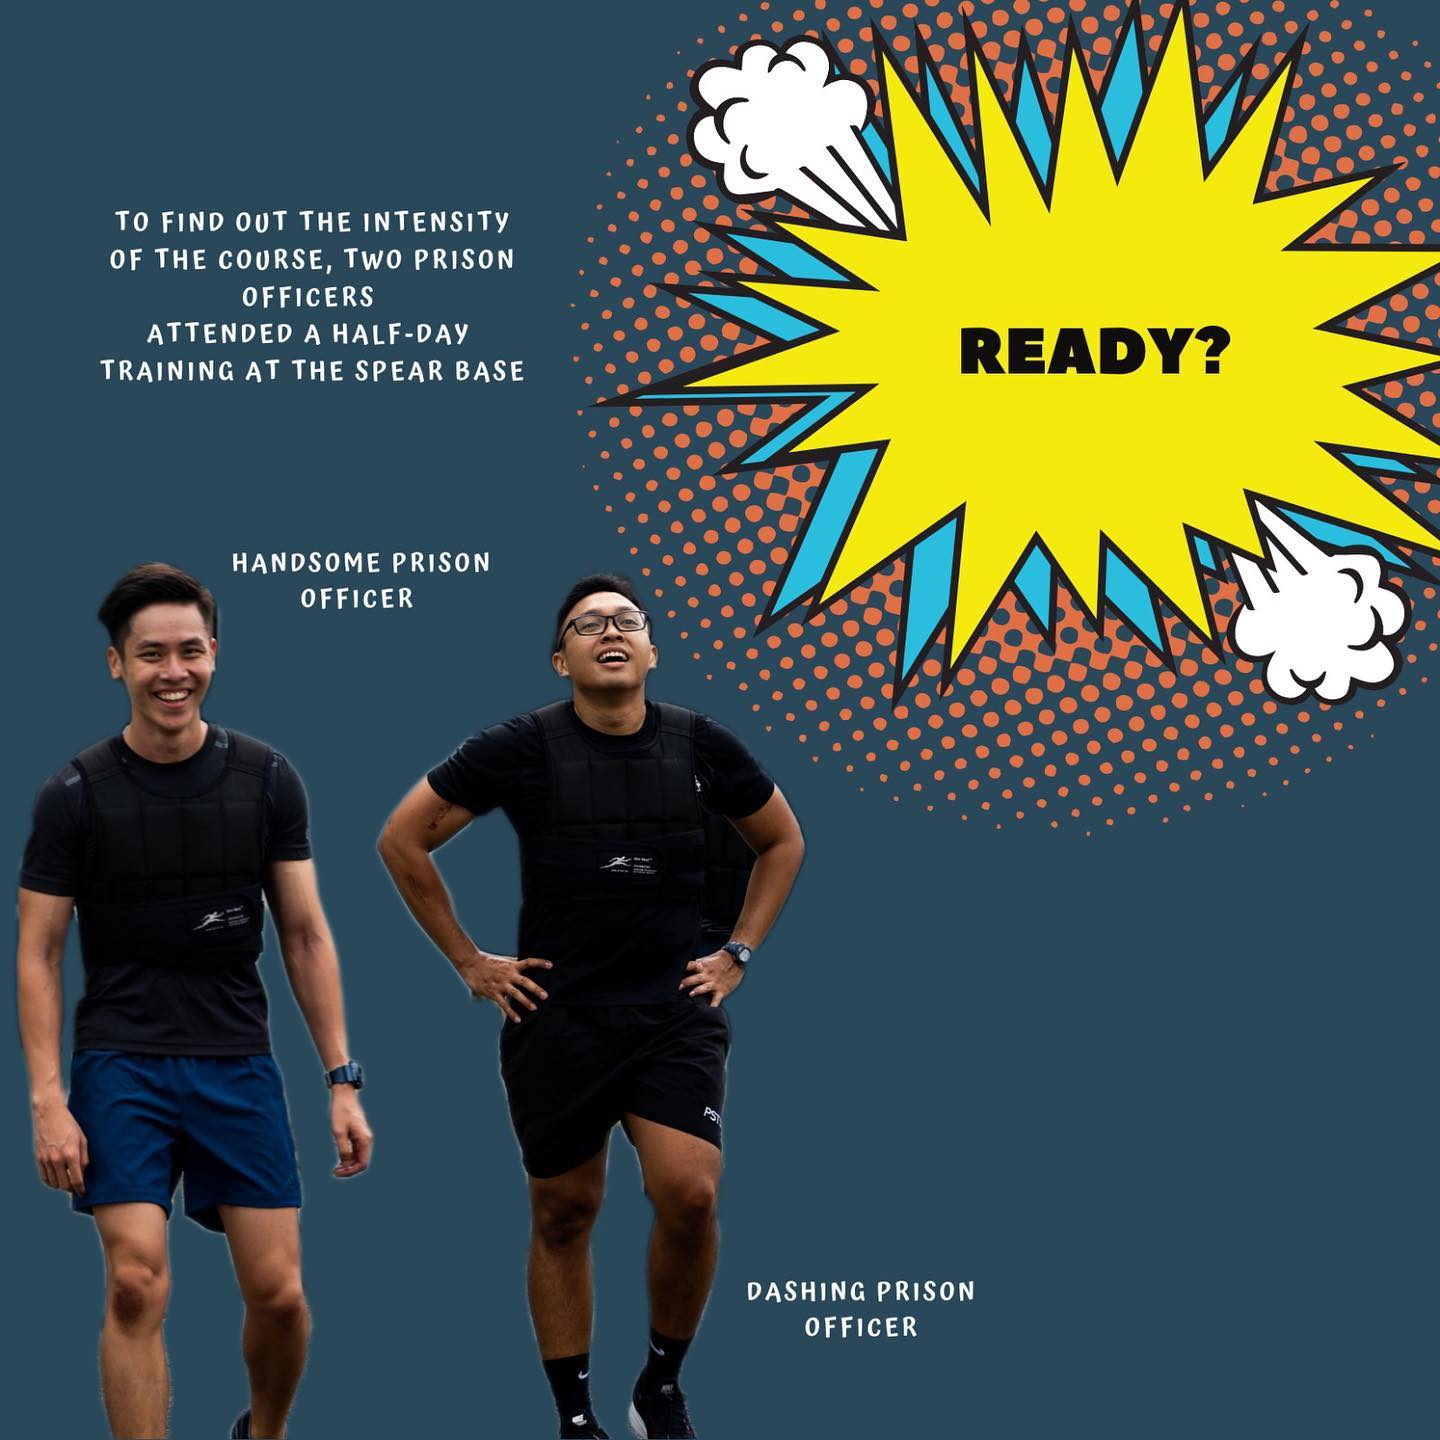 TO FIND OUT THE INTENSITY
OF THE COURSE, TWO PRISON
OFFICERS
ATTENDED A HALF-DAY
TRAINING AT THE SPEAR BASE
READY?
HANDSOME PRISON
OFFICER
DASHING PRISON
OFFICER